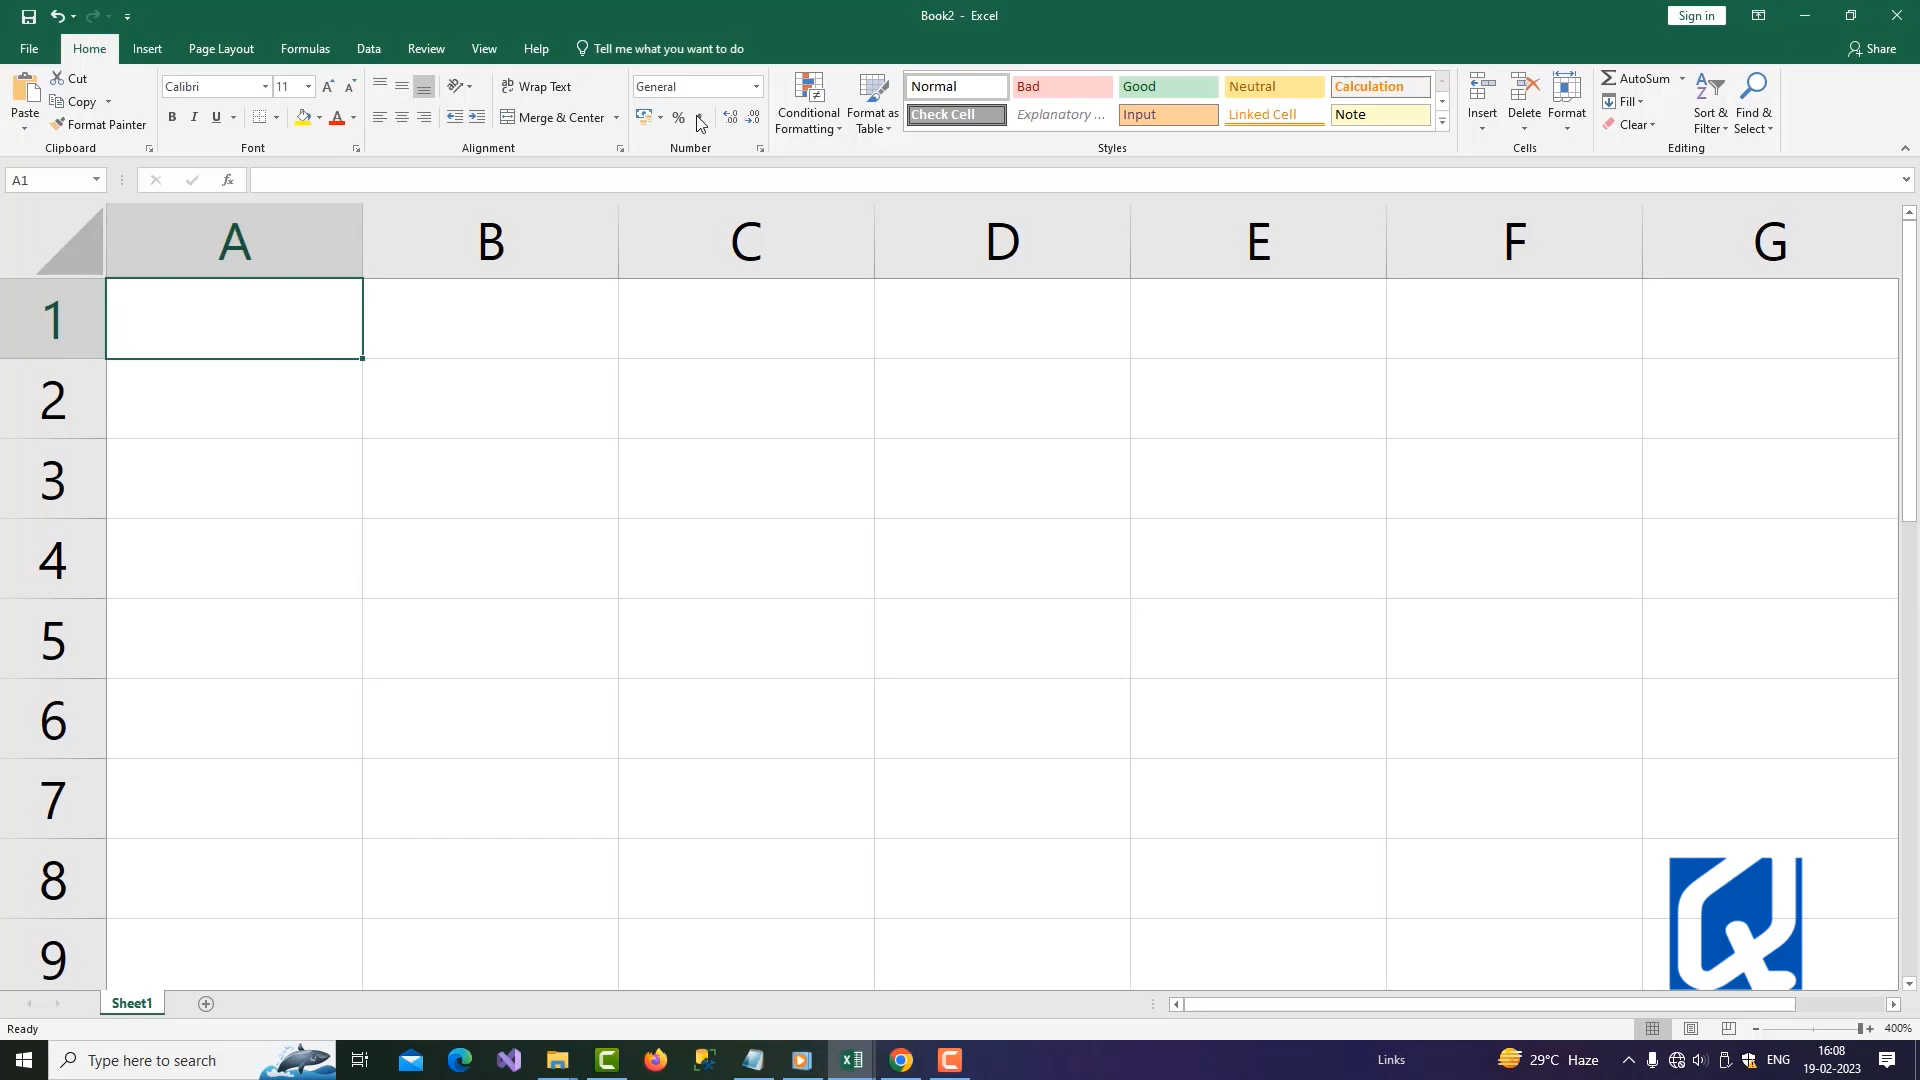 Book2 - Excel
Sign in
File Home Insert Page Layout Formulas Data Review View Help Tell me what you want to do
Share
Paste
Cut
Copy
Format Painter
Clipboard
Calibri 11
B I U
Font
Wrap Text
Merge & Center
Alignment
General
%
Number
Conditional Formatting
Format as Table
Normal Bad Good Neutral Calculation
Check Cell Explanatory ... Input Linked Cell Note
Styles
Insert Delete Format
Cells
AutoSum
Fill
Clear
Sort & Filter
Find & Select
Editing
A1
fx
A B C D E F G
1
2
3
4
5
6
7
8
9
Sheet1
Ready
400%
Type here to search
Links
29°C Haze
ENG
16:08
19-02-2023